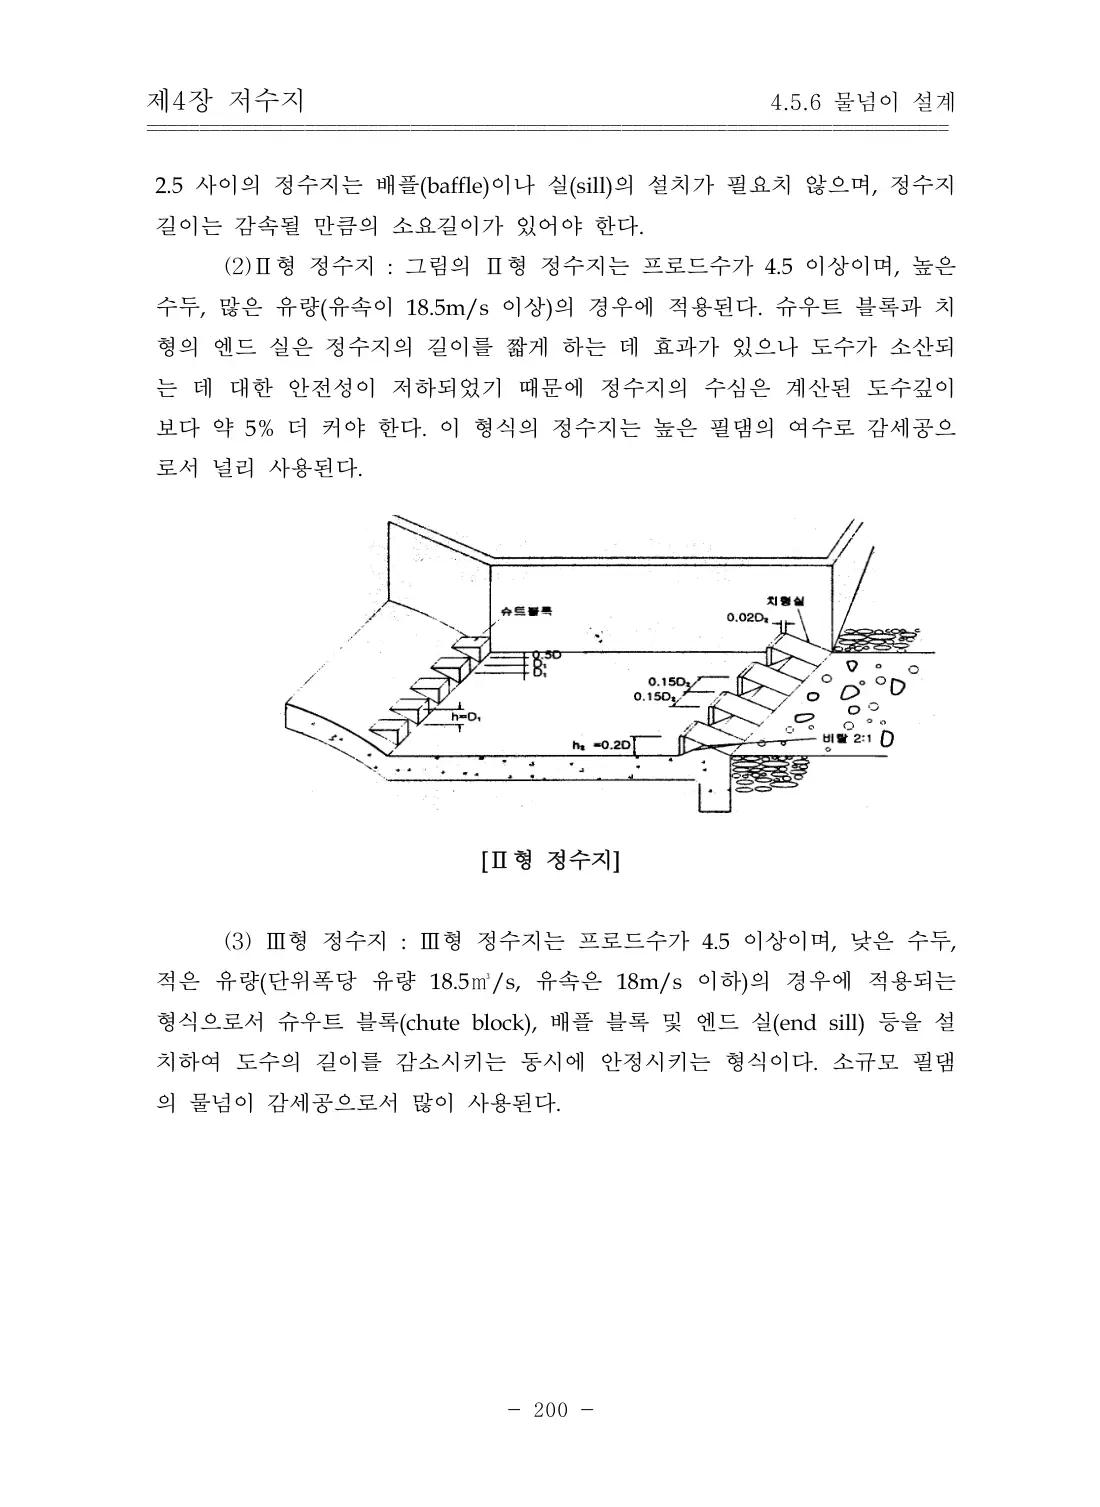 제4장 저수지
4.5.6 물넘이 설계
2.5 사이의 정수지는 배플(baffle)이나 실(sill)의 설치가 필요치 않으며, 정수지
길이는 감속될 만큼의 소요길이가 있어야 한다.
(2)Ⅱ형 정수지 : 그림의 Ⅱ형 정수지는 프로드수가 4.5 이상이며, 높은
수두, 많은 유량(유속이 18.5m/s 이상)의 경우에 적용된다. 슈우트 블록과 치
형의 엔드 실은 정수지의 길이를 짧게 하는 데 효과가 있으나 도수가 소산되
는 데 대한 안전성이 저하되었기 때문에 정수지의 수심은 계산된 도수깊이
보다 약 5% 더 커야 한다. 이 형식의 정수지는 높은 필댐의 여수로 감세공으
로서 널리 사용된다.
슈트블록
치형실
0.02D₂
0.5D
D₁
D₁
0.15D₂
0.15D₂
h=D₁
h₂ =0.2D
비탈 2:1
[Ⅱ형 정수지]
(3) Ⅲ형 정수지 : Ⅲ형 정수지는 프로드수가 4.5 이상이며, 낮은 수두,
적은 유량(단위폭당 유량 18.5㎥/s, 유속은 18m/s 이하)의 경우에 적용되는
형식으로서 슈우트 블록(chute block), 배플 블록 및 엔드 실(end sill) 등을 설
치하여 도수의 길이를 감소시키는 동시에 안정시키는 형식이다. 소규모 필댐
의 물넘이 감세공으로서 많이 사용된다.
- 200 -